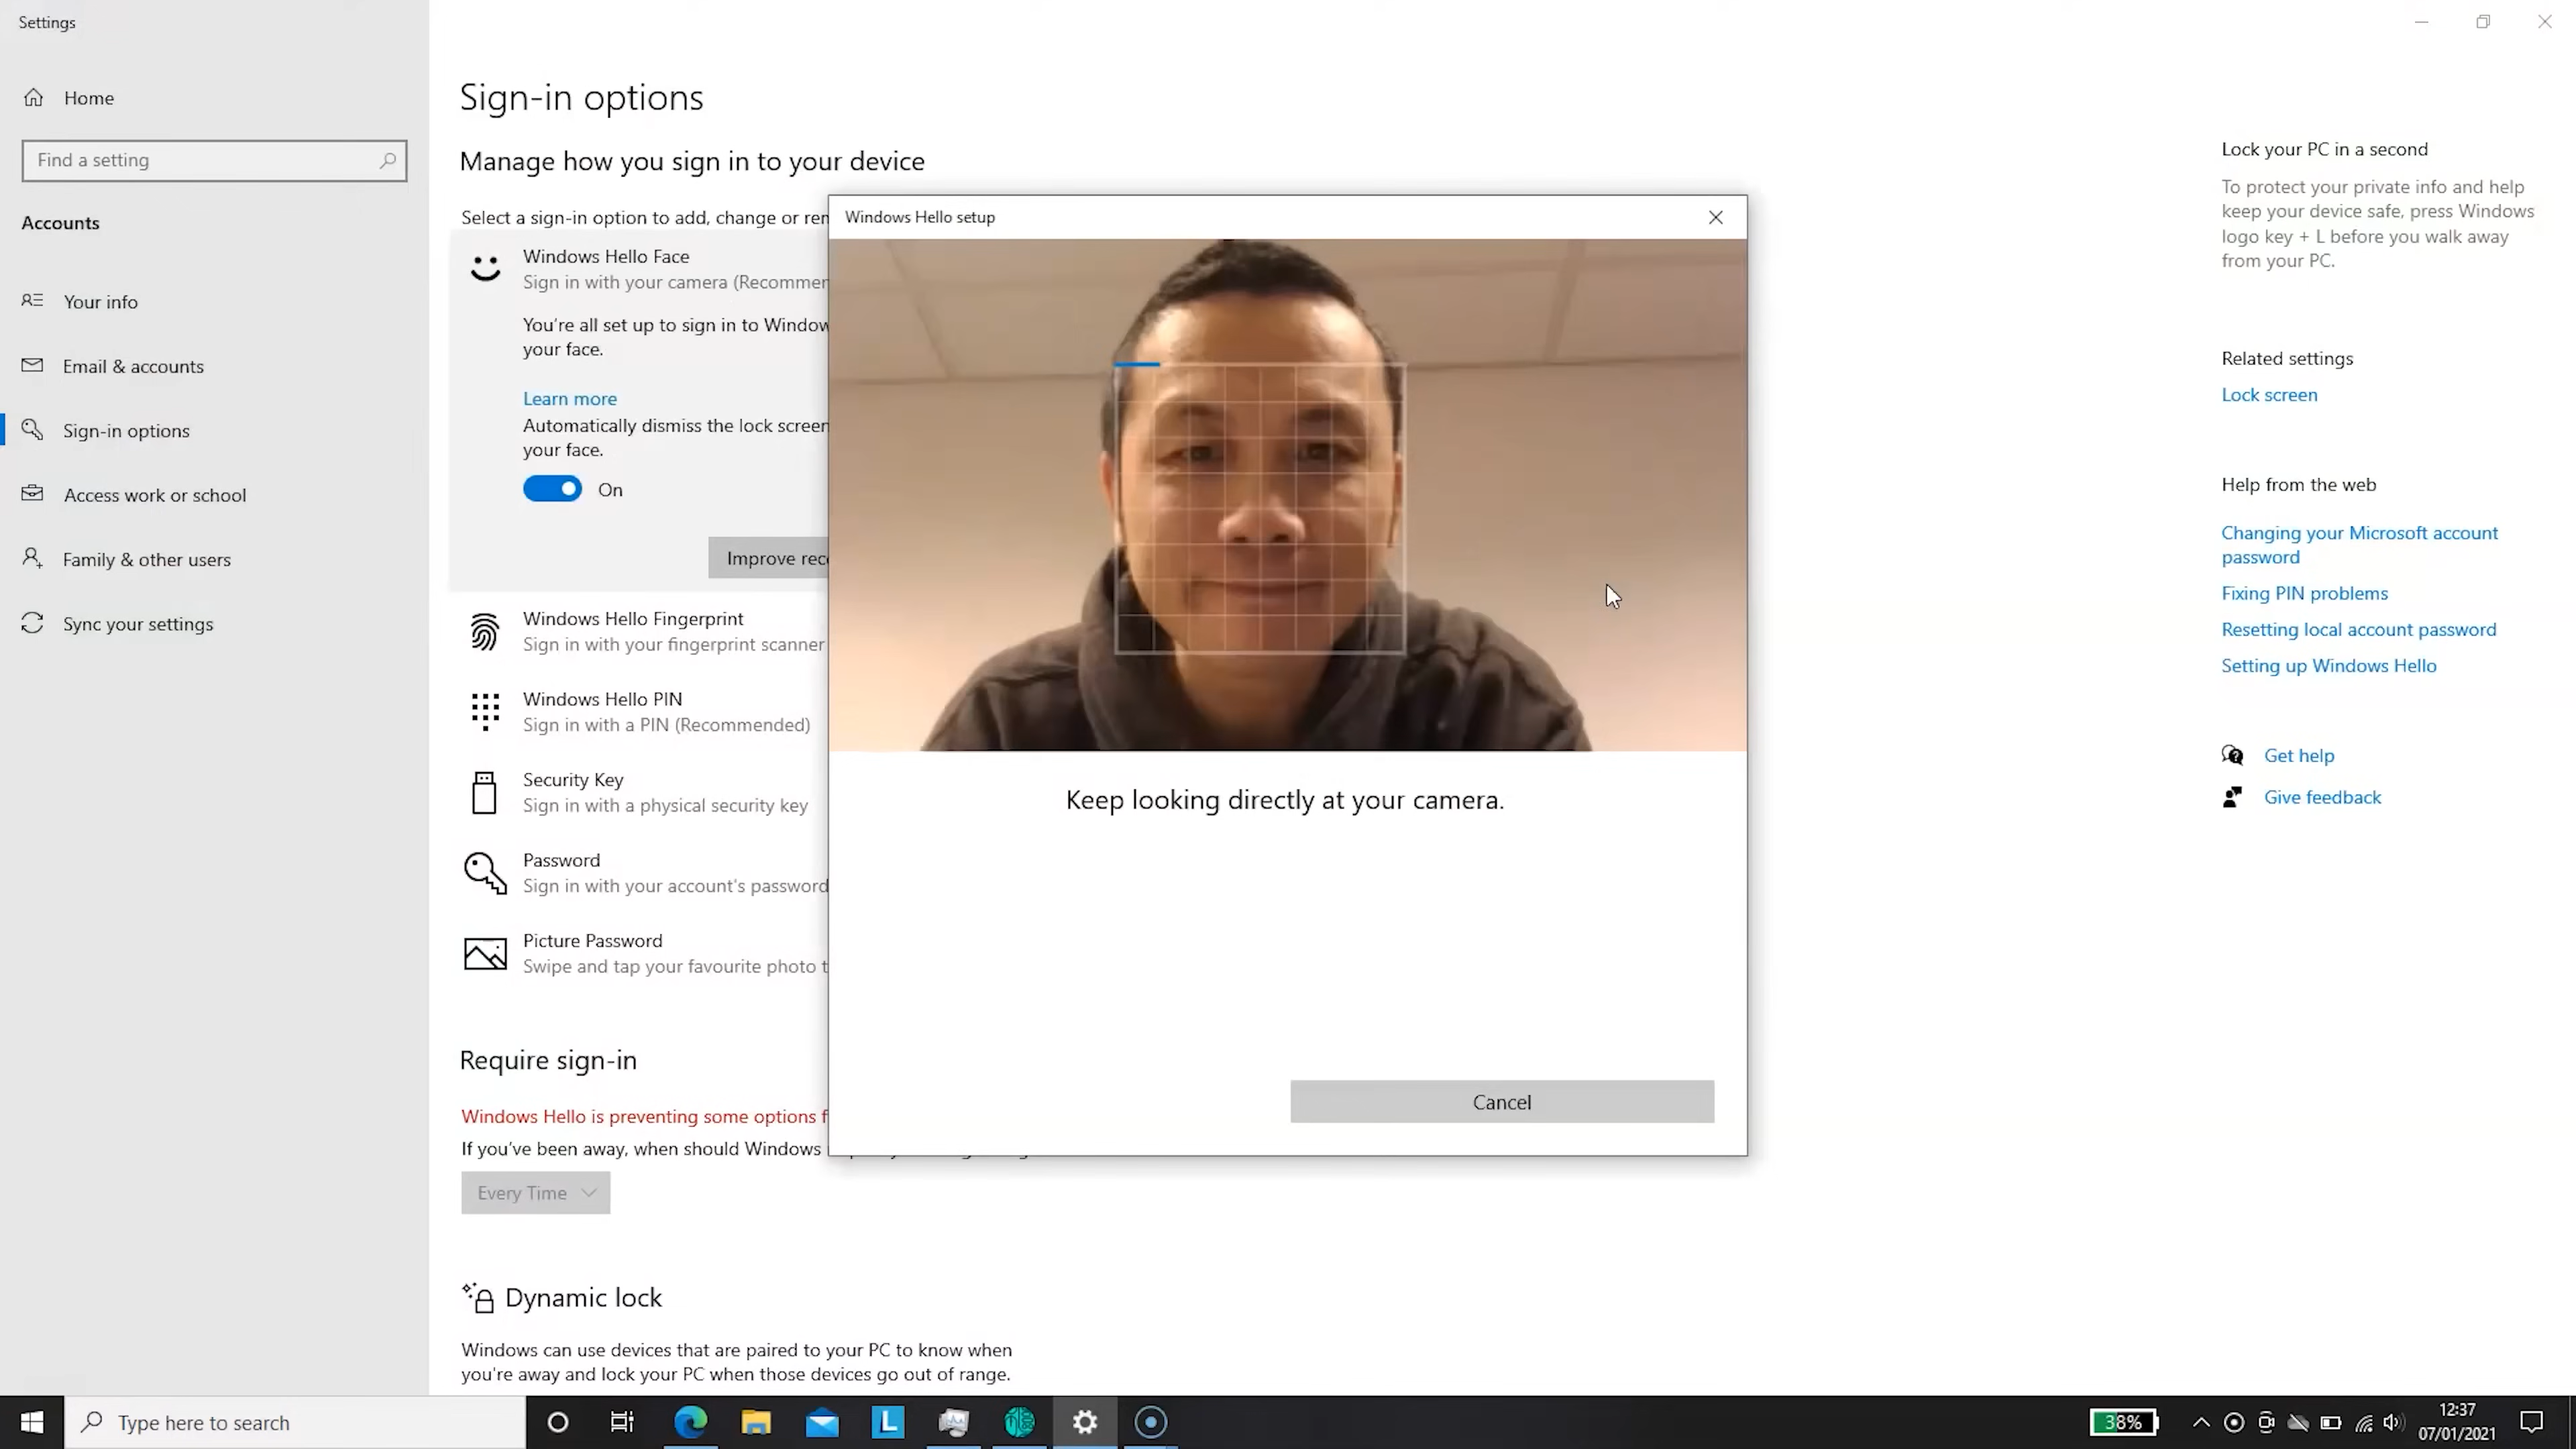 Settings
Home
Find a setting
Accounts
Your info
Email & accounts
Sign-in options
Access work or school
Family & other users
Sync your settings
Sign-in options
Manage how you sign in to your device
Select a sign-in option to add, change or rem
Windows Hello Face
Sign in with your camera (Recommen
You're all set up to sign in to Window
your face.
Learn more
Automatically dismiss the lock screen
your face.
On
Improve reco
Windows Hello Fingerprint
Sign in with your fingerprint scanner
Windows Hello PIN
Sign in with a PIN (Recommended)
Security Key
Sign in with a physical security key
Password
Sign in with your account's password
Picture Password
Swipe and tap your favourite photo t
Require sign-in
Windows Hello is preventing some options f
If you've been away, when should Windows
Every Time
Dynamic lock
Windows can use devices that are paired to your PC to know when
you're away and lock your PC when those devices go out of range.
Windows Hello setup
Keep looking directly at your camera.
Cancel
Lock your PC in a second
To protect your private info and help
keep your device safe, press Windows
logo key + L before you walk away
from your PC.
Related settings
Lock screen
Help from the web
Changing your Microsoft account
password
Fixing PIN problems
Resetting local account password
Setting up Windows Hello
Get help
Give feedback
Type here to search
L
38%
12:37
07/01/2021